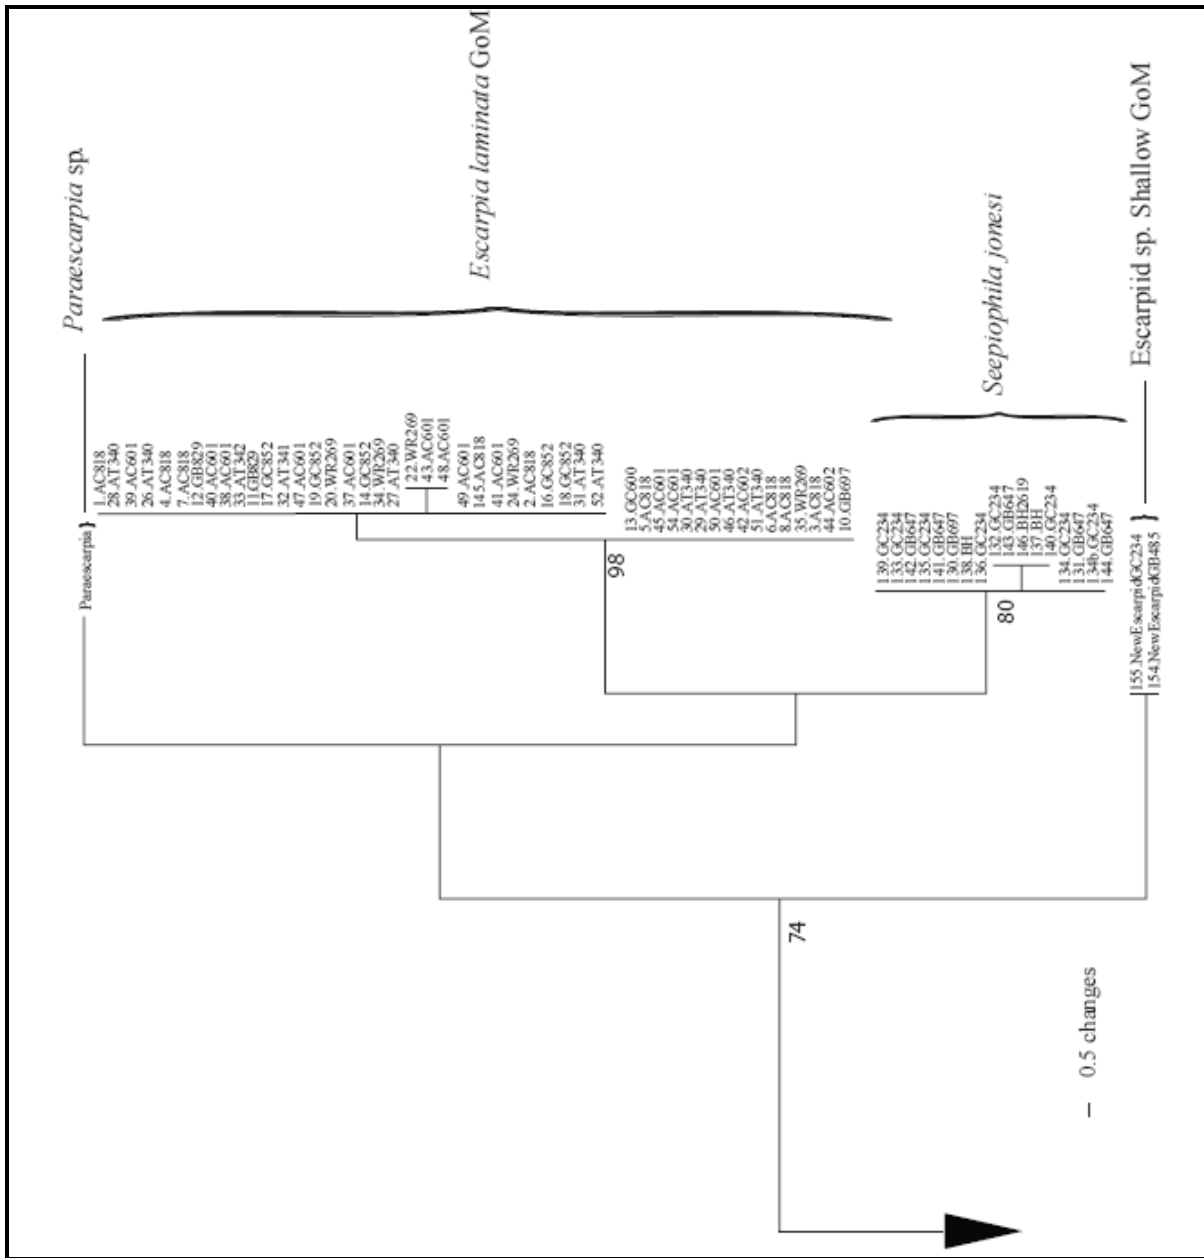 Paraescarpia sp.
Escarpia laminata GoM
Seepiophila jonesi
Escarpiid sp. Shallow GoM
Paraescarpia}
1.AC818
28.AT340
39.AC601
26.AT340
4.AC818
7.AC818
12.GB829
40.AC601
38.AC601
33.AT342
11.GB829
17.GC852
32.AT341
47.AC601
19.GC852
20.WR269
37.AC601
14.GC852
34.WR269
27.AT340
22.WR269
43.AC601
48.AC601
49.AC601
145.AC818
41.AC601
24.WR269
2.AC818
16.GC852
18.GC852
31.AT340
52.AT340
13.GC600
5.AC818
45.AC601
54.AC601
30.AT340
29.AT340
50.AC601
46.AT340
42.AC602
51.AT340
6.AC818
8.AC818
35.WR269
3.AC818
44.AC602
10.GB697
139.GC234
133.GC234
142.GB647
135.GC234
141.GB647
130.GB697
138.BH
136.GC234
132.GC234
143.GB647
146.BH2619
137.BH
140.GC234
134.GC234
131.GB647
134b.GC234
144.GB647
155.NewEscarpidGC234
154.NewEscarpidGB485 }
98
80
74
0.5 changes